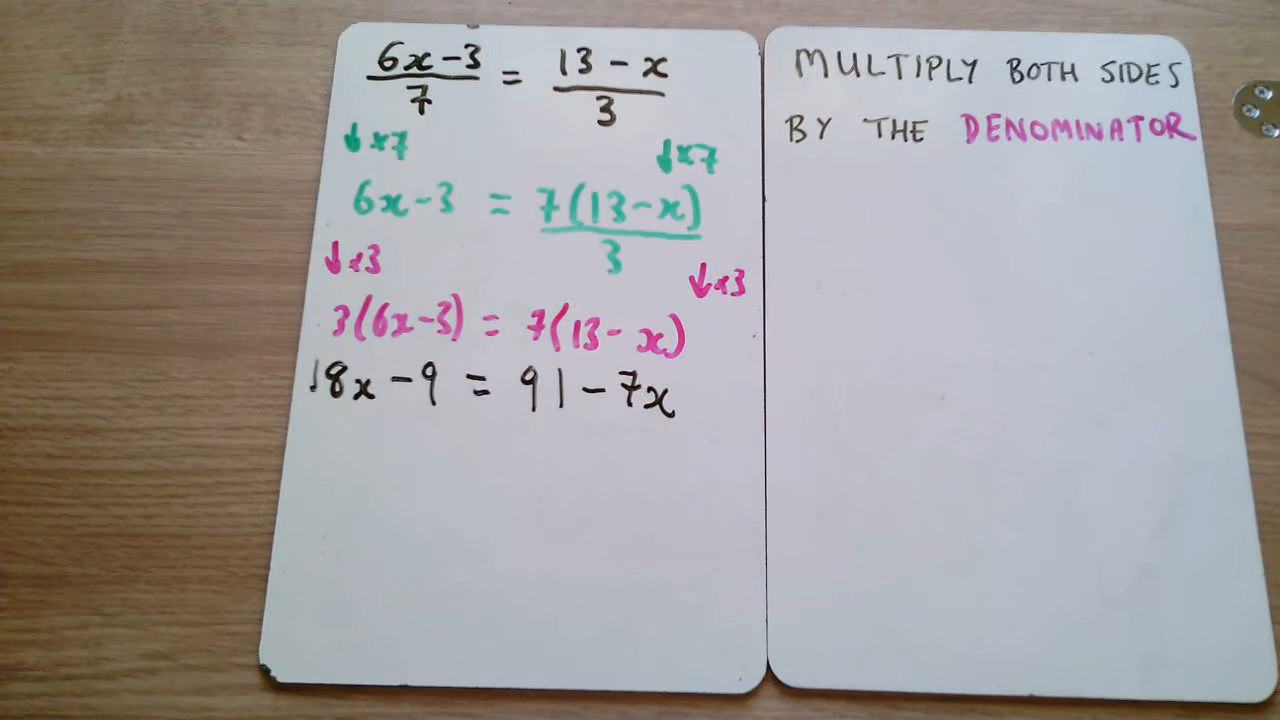 6x-3/7 = 13-x/3
↓×7 ↓×7
6x-3 = 7(13-x)/3
↓×3 ↓×3
3(6x-3) = 7(13-x)
18x-9 = 91-7x
MULTIPLY BOTH SIDES
BY THE DENOMINATOR